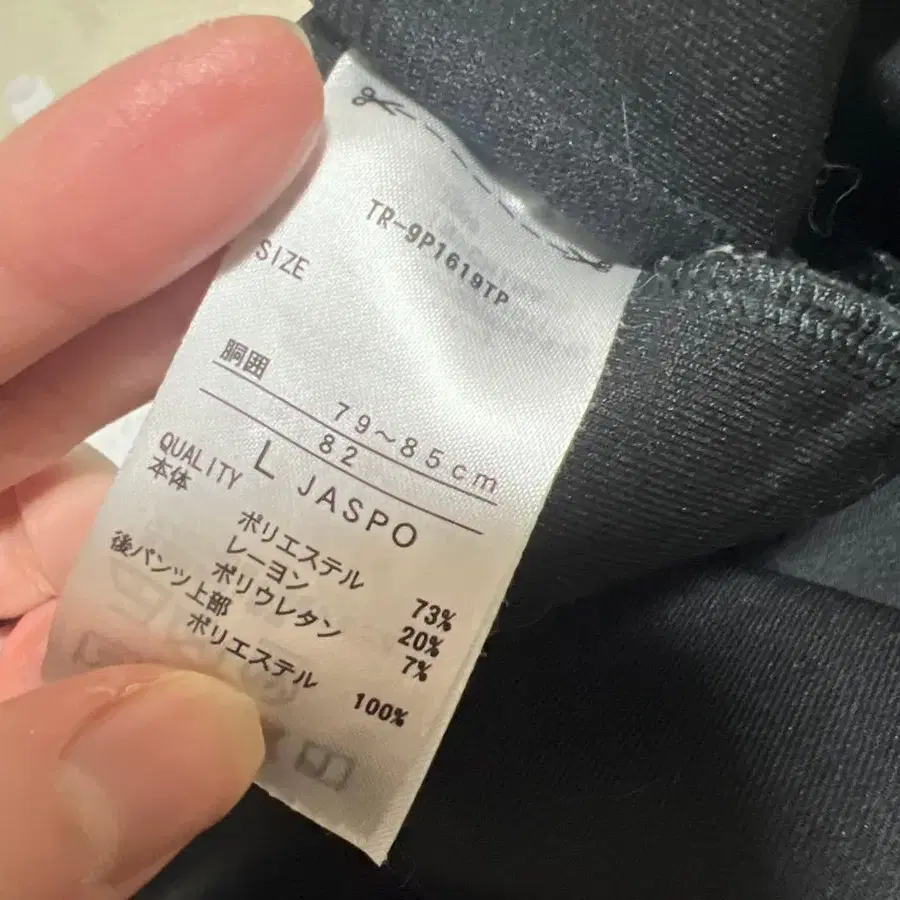 TR-9P1619TP
SIZE
胴囲
79~85cm
82
L JASPO
QUALITY
本体
ポリエステル 73%
レーヨン 20%
ポリウレタン 7%
後パンツ上部
ポリエステル 100%